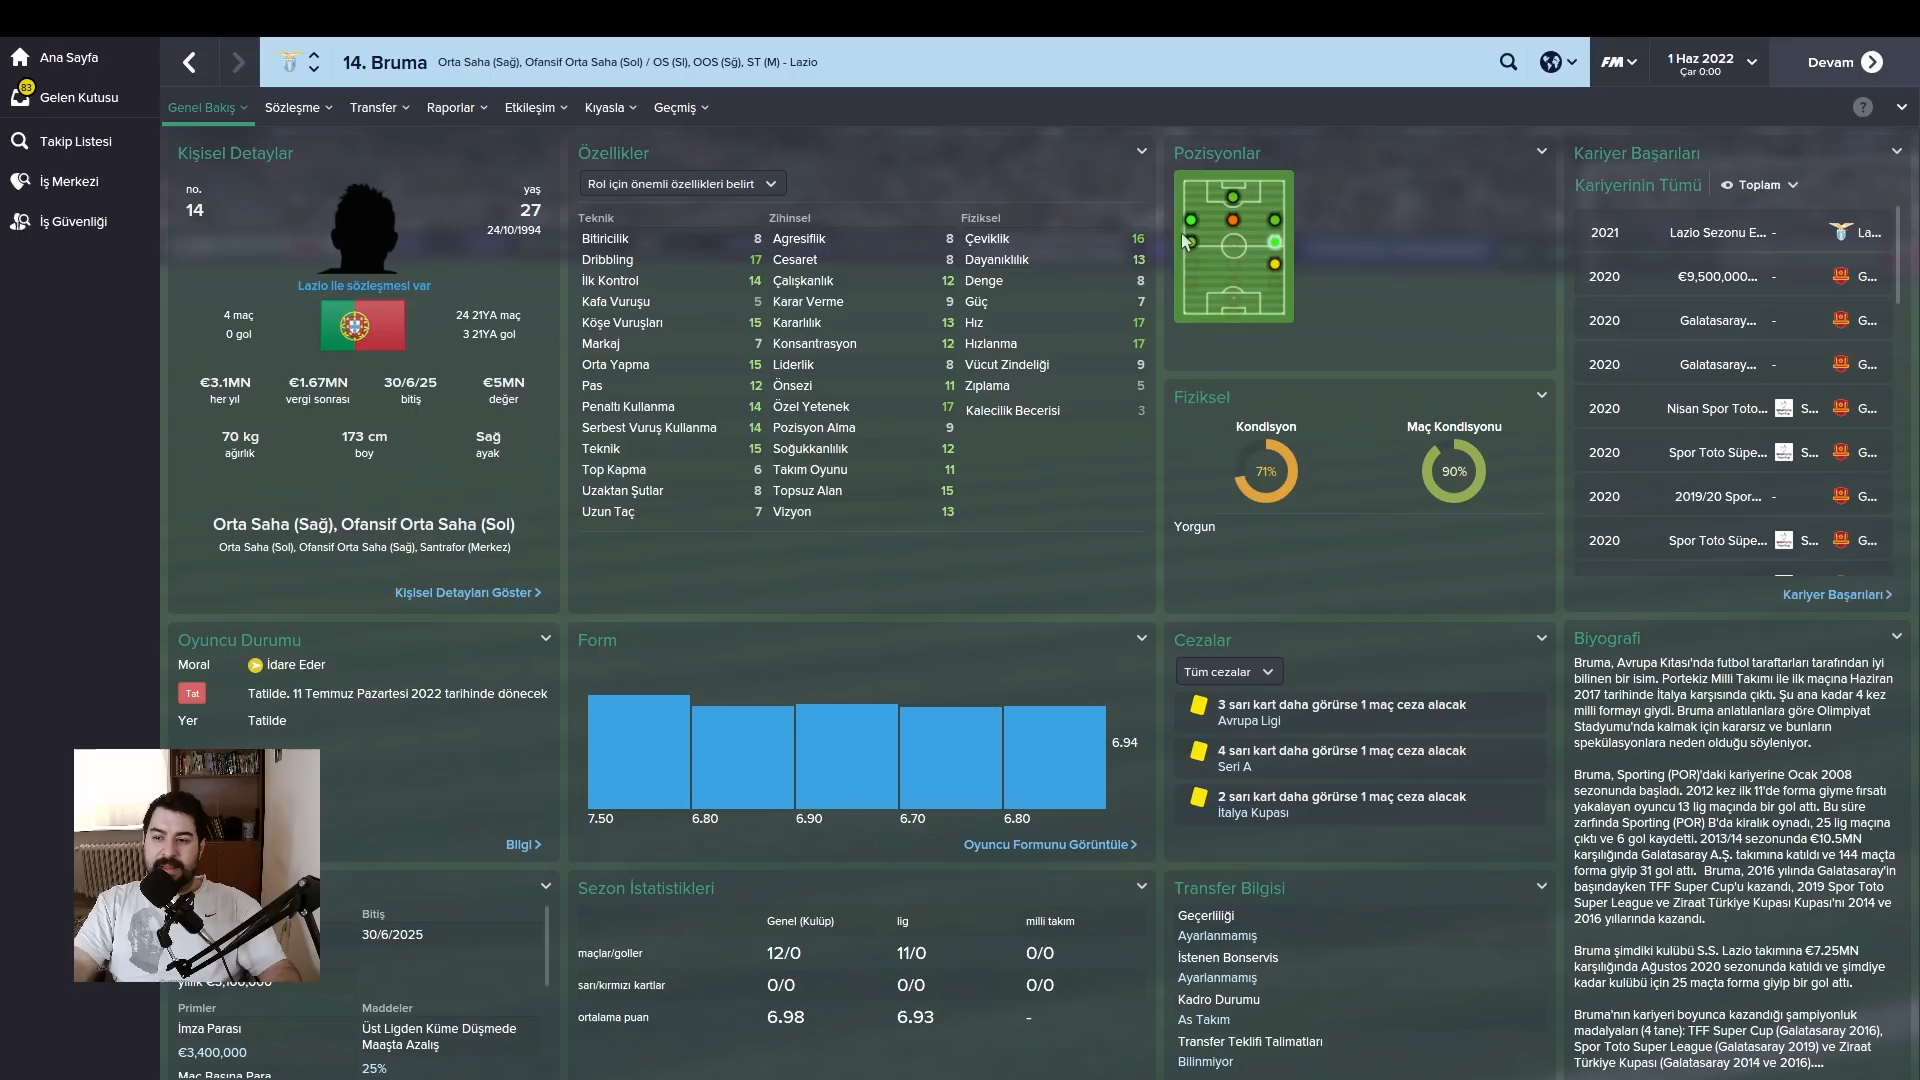 Ana Sayfa
83
Gelen Kutusu
Takip Listesi
İş Merkezi
İş Güvenliği
14. Bruma
Orta Saha (Sağ), Ofansif Orta Saha (Sol) / OS (Sl), OOS (Sğ), ST (M) - Lazio
FM
1 Haz 2022
Çar 0:00
Devam
Genel Bakış
Sözleşme
Transfer
Raporlar
Etkileşim
Kıyasla
Geçmiş
?
Kişisel Detaylar
no.
14
yaş
27
24/10/1994
Lazio ile sözleşmesi var
4 maç
0 gol
24 21YA maç
3 21YA gol
€3.1MN
her yıl
€1.67MN
vergi sonrası
30/6/25
bitiş
€5MN
değer
70 kg
ağırlık
173 cm
boy
Sağ
ayak
Orta Saha (Sağ), Ofansif Orta Saha (Sol)
Orta Saha (Sol), Ofansif Orta Saha (Sağ), Santrafor (Merkez)
Kişisel Detayları Göster
Özellikler
Rol için önemli özellikleri belirt
Teknik Zihinsel Fiziksel
Bitiricilik 8 Agresiflik 8 Çeviklik 16
Dribbling 17 Cesaret 8 Dayanıklılık 13
İlk Kontrol 14 Çalışkanlık 12 Denge 8
Kafa Vuruşu 5 Karar Verme 9 Güç 7
Köşe Vuruşları 15 Kararlılık 13 Hız 17
Markaj 7 Konsantrasyon 12 Hızlanma 17
Orta Yapma 15 Liderlik 8 Vücut Zindeliği 9
Pas 12 Önsezi 11 Zıplama 5
Penaltı Kullanma 14 Özel Yetenek 17 Kalecilik Becerisi 3
Serbest Vuruş Kullanma 14 Pozisyon Alma 9
Teknik 15 Soğukkanlılık 12
Top Kapma 6 Takım Oyunu 11
Uzaktan Şutlar 8 Topsuz Alan 15
Uzun Taç 7 Vizyon 13
Pozisyonlar
Fiziksel
Kondisyon
71%
Maç Kondisyonu
90%
Yorgun
Kariyer Başarıları
Kariyerinin Tümü
Toplam
2021 Lazio Sezonu E... - La...
2020 €9,500,000... - G...
2020 Galatasaray... - G...
2020 Galatasaray... - G...
2020 Nisan Spor Toto... S... G...
2020 Spor Toto Süpe... S... G...
2020 2019/20 Spor... - G...
2020 Spor Toto Süpe... S... G...
Kariyer Başarıları
Oyuncu Durumu
Moral İdare Eder
Tat Tatilde. 11 Temmuz Pazartesi 2022 tarihinde dönecek
Yer Tatilde
Bilgi
Form
6.94
7.50 6.80 6.90 6.70 6.80
Oyuncu Formunu Görüntüle
Cezalar
Tüm cezalar
3 sarı kart daha görürse 1 maç ceza alacak
Avrupa Ligi
4 sarı kart daha görürse 1 maç ceza alacak
Seri A
2 sarı kart daha görürse 1 maç ceza alacak
İtalya Kupası
Biyografi
Bruma, Avrupa Kıtası'nda futbol taraftarları tarafından iyi
bilinen bir isim. Portekiz Milli Takımı ile ilk maçına Haziran
2017 tarihinde İtalya karşısında çıktı. Şu ana kadar 4 kez
milli formayı giydi. Bruma anlatılanlara göre Olimpiyat
Stadyumu'nda kalmak için kararsız ve bunların
spekülasyonlara neden olduğu söyleniyor.
Bruma, Sporting (POR)'daki kariyerine Ocak 2008
sezonunda başladı. 2012 kez ilk 11'de forma giyme fırsatı
yakalayan oyuncu 13 lig maçında bir gol attı. Bu süre
zarfında Sporting (POR) B'da kiralık oynadı, 25 lig maçına
çıktı ve 6 gol kaydetti. 2013/14 sezonunda €10.5MN
karşılığında Galatasaray A.Ş. takımına katıldı ve 144 maçta
forma giyip 31 gol attı. Bruma, 2016 yılında Galatasaray'in
başındayken TFF Super Cup'u kazandı, 2019 Spor Toto
Super League ve Ziraat Türkiye Kupası Kupası'nı 2014 ve
2016 yıllarında kazandı.
Bruma şimdiki kulübü S.S. Lazio takımına €7.25MN
karşılığında Ağustos 2020 sezonunda katıldı ve şimdiye
kadar kulübü için 25 maçta forma giyip bir gol attı.
Bruma'nın kariyeri boyunca kazandığı şampiyonluk
madalyaları (4 tane): TFF Super Cup (Galatasaray 2016),
Spor Toto Super League (Galatasaray 2019) ve Ziraat
Türkiye Kupası (Galatasaray 2014 ve 2016)....
Bitiş
30/6/2025
yıllık €3,100,000
Primler
Maddeler
İmza Parası
€3,400,000
Üst Ligden Küme Düşmede
Maaşta Azalış
25%
Maç Başına Para
Sezon İstatistikleri
Genel (Kulüp) lig milli takım
maçlar/goller 12/0 11/0 0/0
sarı/kırmızı kartlar 0/0 0/0 0/0
ortalama puan 6.98 6.93 -
Transfer Bilgisi
Geçerliliği
Ayarlanmamış
İstenen Bonservis
Ayarlanmamış
Kadro Durumu
As Takım
Transfer Teklifi Talimatları
Bilinmiyor